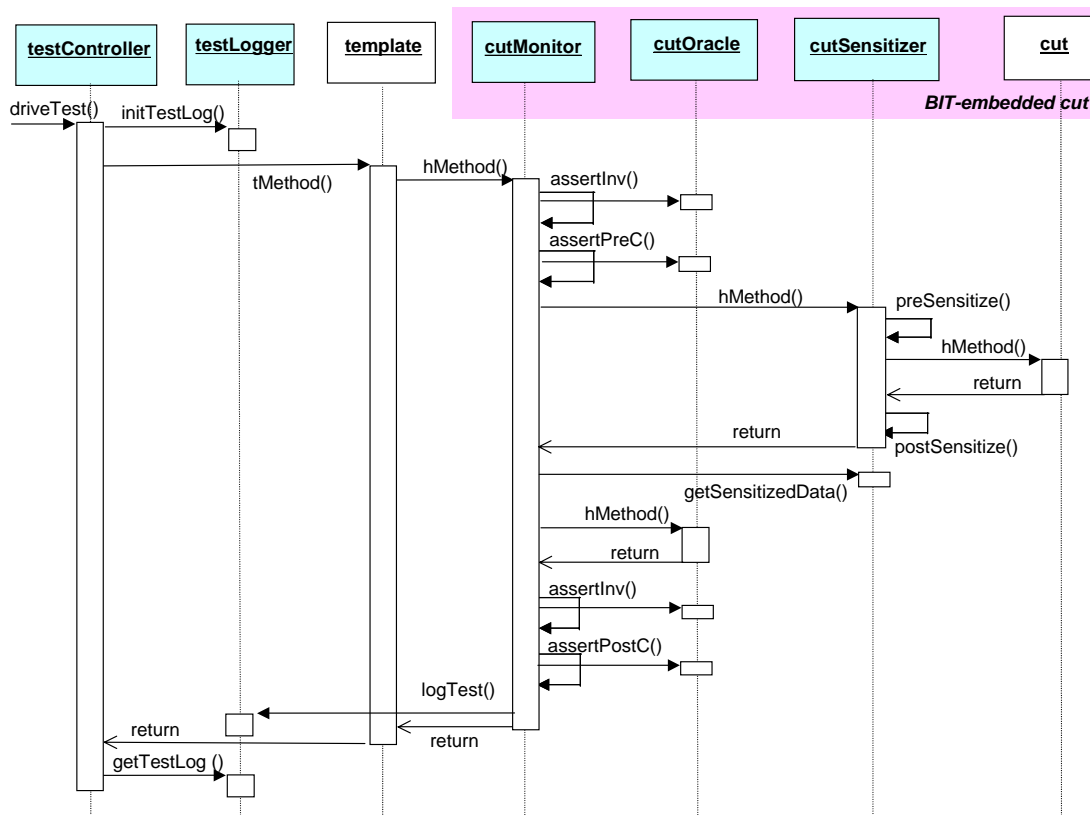 testController
testLogger
template
cutMonitor
cutOracle
cutSensitizer
cut
BIT-embedded cut
driveTest()
initTestLog()
tMethod()
hMethod()
assertInv()
assertPreC()
hMethod()
preSensitize()
hMethod()
return
return
postSensitize()
getSensitizedData()
hMethod()
return
assertInv()
assertPostC()
logTest()
return
return
getTestLog ()